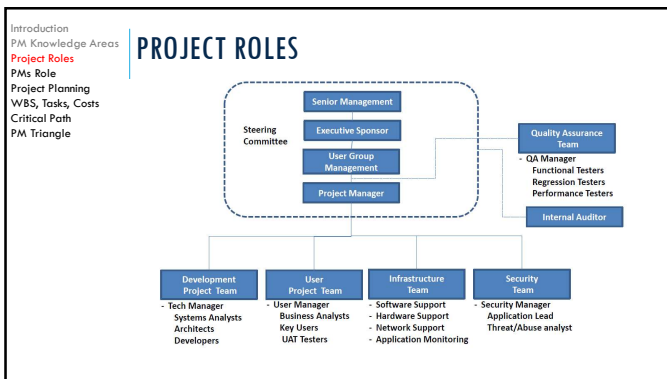 Introduction
PM Knowledge Areas
Project Roles
PMs Role
Project Planning
WBS, Tasks, Costs
Critical Path
PM Triangle
PROJECT ROLES
Senior Management
Steering
Committee
Executive Sponsor
User Group
Management
Project Manager
Quality Assurance
Team
- QA Manager
Functional Testers
Regression Testers
Performance Testers
Internal Auditor
Development
Project Team
- Tech Manager
Systems Analysts
Architects
Developers
User
Project Team
- User Manager
Business Analysts
Key Users
UAT Testers
Infrastructure
Team
- Software Support
- Hardware Support
- Network Support
- Application Monitoring
Security
Team
- Security Manager
Application Lead
Threat/Abuse analyst